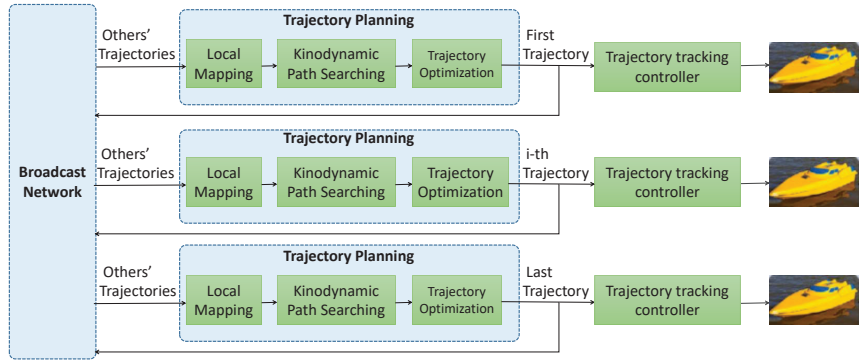 Broadcast
Network
Trajectory Planning
Others'
Trajectories
Local
Mapping
Kinodynamic
Path Searching
Trajectory
Optimization
First
Trajectory
Trajectory tracking
controller
Trajectory Planning
Others'
Trajectories
Local
Mapping
Kinodynamic
Path Searching
Trajectory
Optimization
i-th
Trajectory
Trajectory tracking
controller
Trajectory Planning
Others'
Trajectories
Local
Mapping
Kinodynamic
Path Searching
Trajectory
Optimization
Last
Trajectory
Trajectory tracking
controller